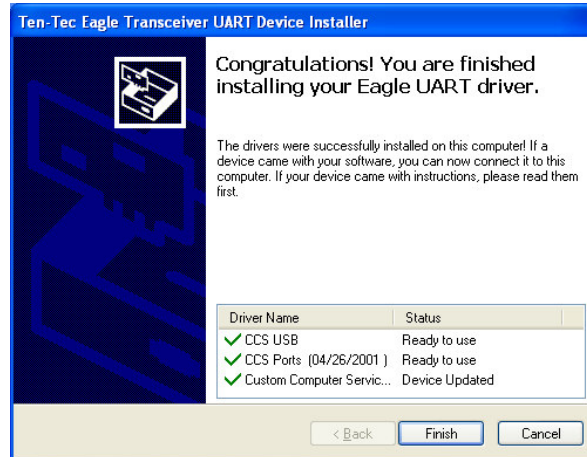 Ten-Tec Eagle Transceiver UART Device Installer
Congratulations! You are finished
installing your Eagle UART driver.
The drivers were successfully installed on this computer! If a
device came with your software, you can now connect it to this
computer. If your device came with instructions, please read them
first.
Driver Name Status
CCS USB Ready to use
CCS Ports (04/26/2001 ) Ready to use
Custom Computer Servic... Device Updated
< Back Finish Cancel